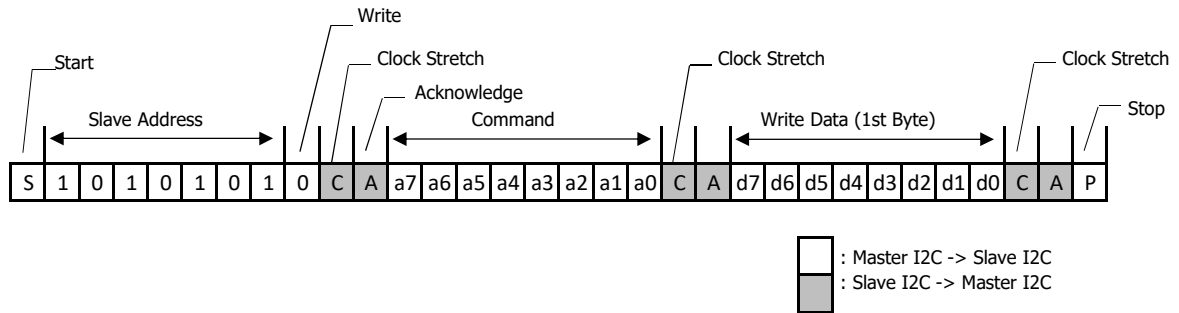 Write
Start
Clock Stretch
Clock Stretch
Clock Stretch
Acknowledge
Stop
Slave Address
Command
Write Data (1st Byte)
S 1 0 1 0 1 0 1 0 C A a7 a6 a5 a4 a3 a2 a1 a0 C A d7 d6 d5 d4 d3 d2 d1 d0 C A P
: Master I2C -> Slave I2C
: Slave I2C -> Master I2C